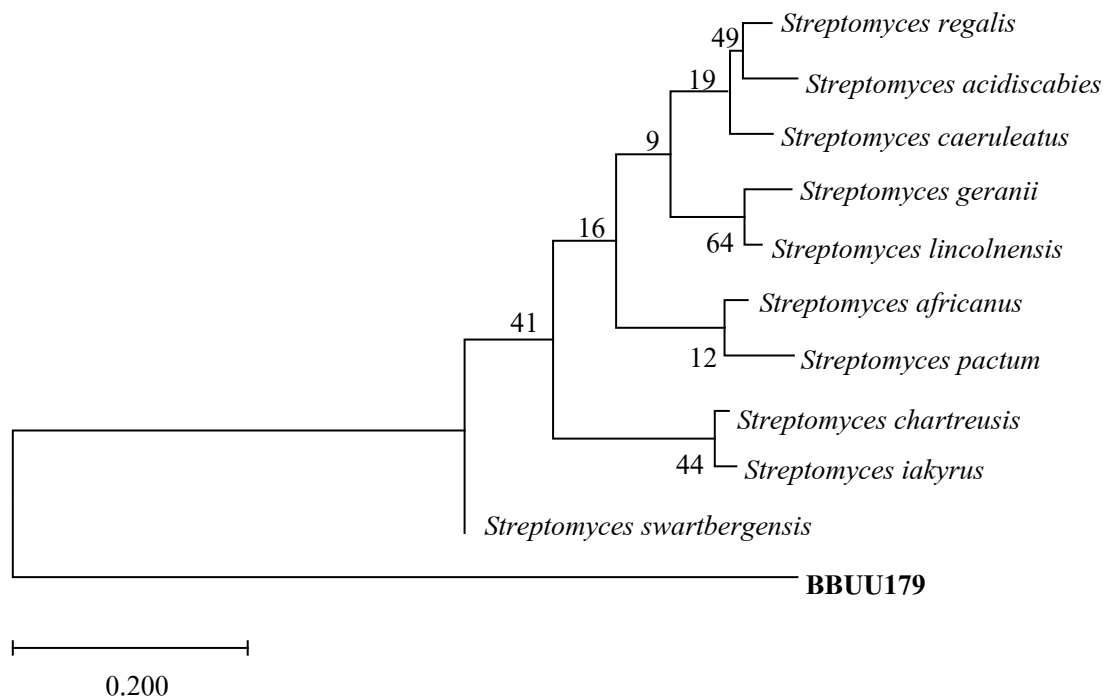 Streptomyces regalis
49
Streptomyces acidiscabies
19
Streptomyces caeruleatus
9
Streptomyces geranii
16
64
Streptomyces lincolnensis
Streptomyces africanus
41
12
Streptomyces pactum
Streptomyces chartreusis
44
Streptomyces iakyrus
Streptomyces swartbergensis
BBUU179
0.200